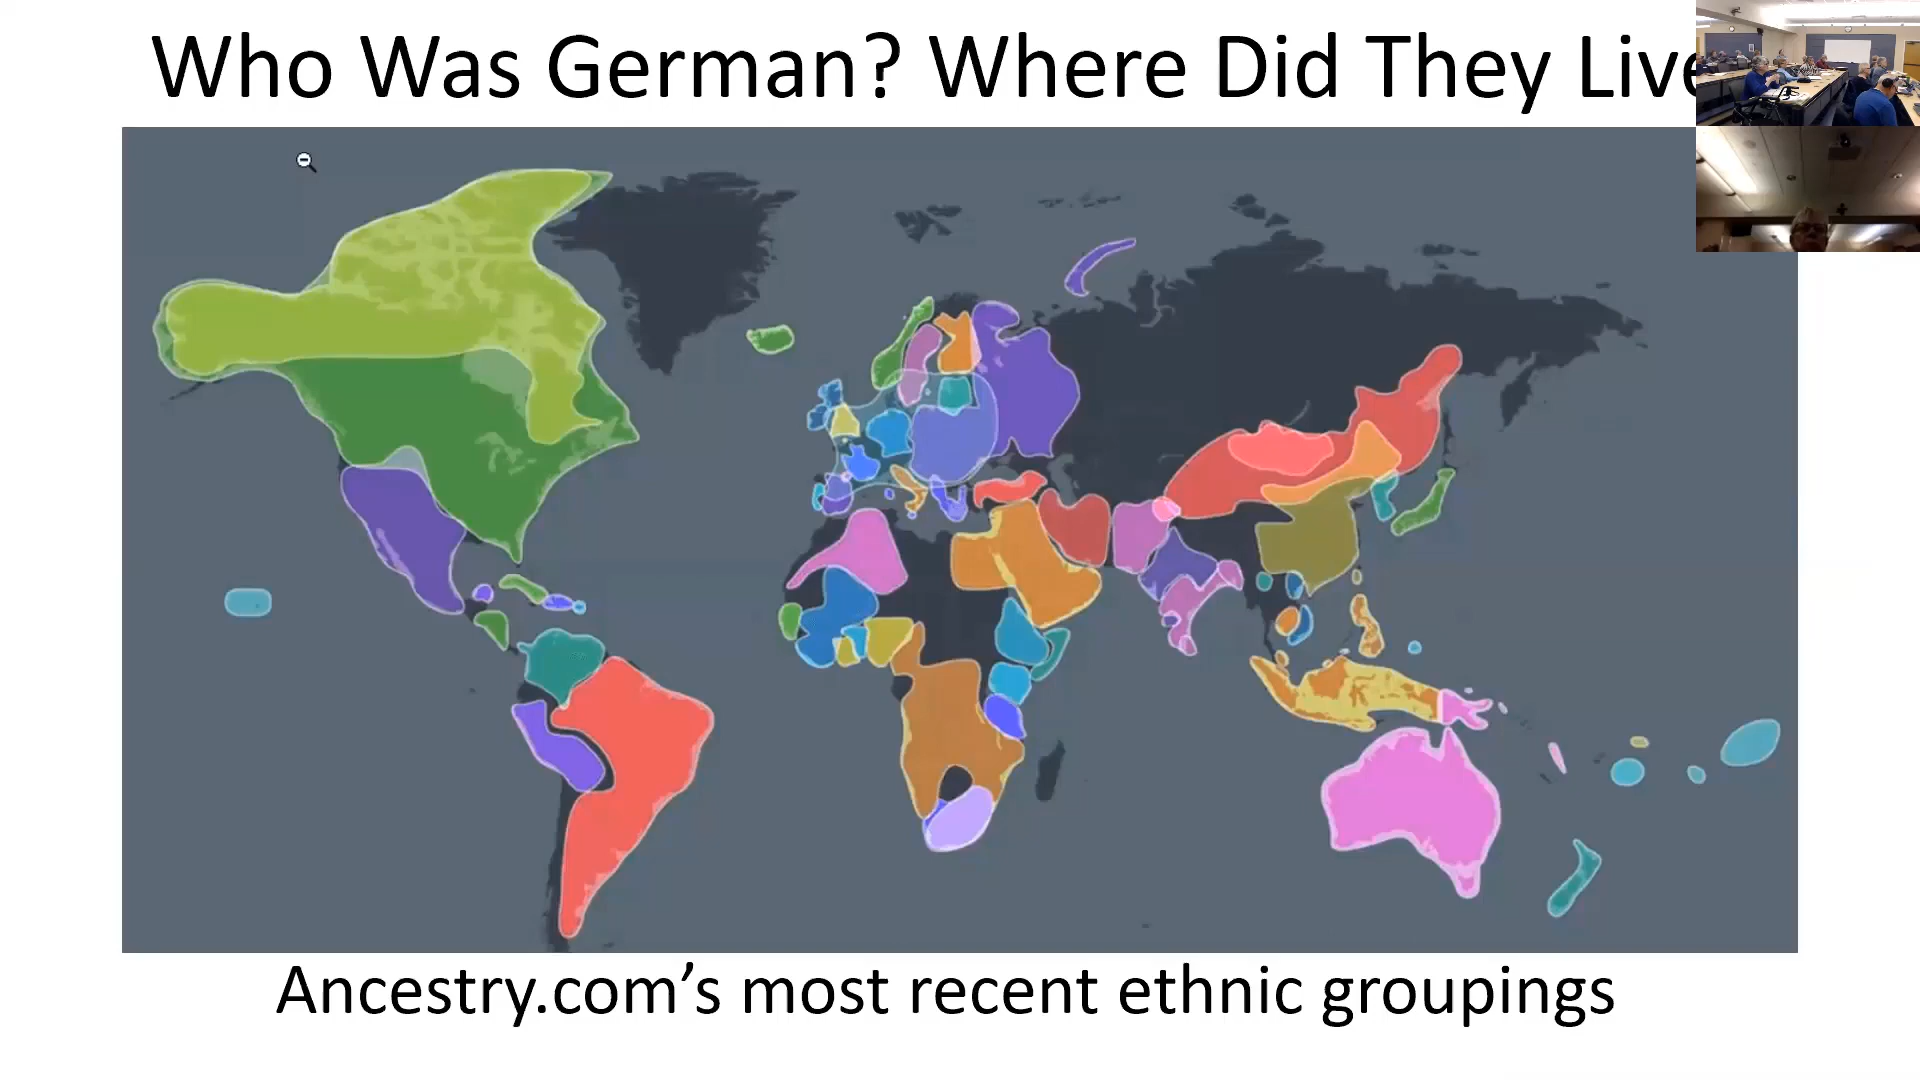 Who Was German? Where Did They Live
Ancestry.com’s most recent ethnic groupings